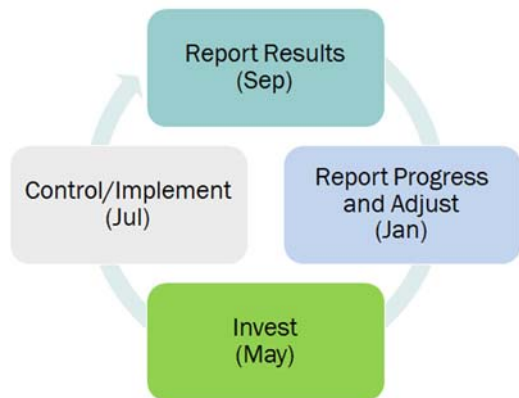 Report Results
(Sep)
Report Progress
and Adjust
(Jan)
Invest
(May)
Control/Implement
(Jul)